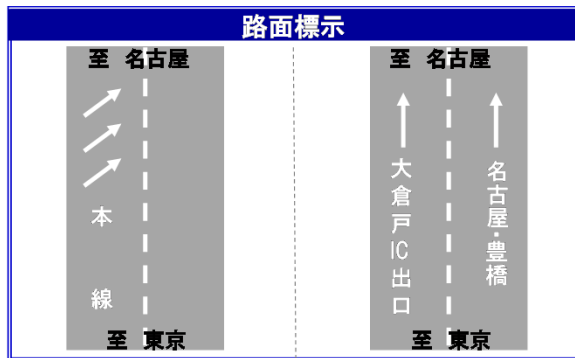 路面標示
至 名古屋
本線
至 東京
至 名古屋
大倉戸IC出口
名古屋・豊橋
至 東京